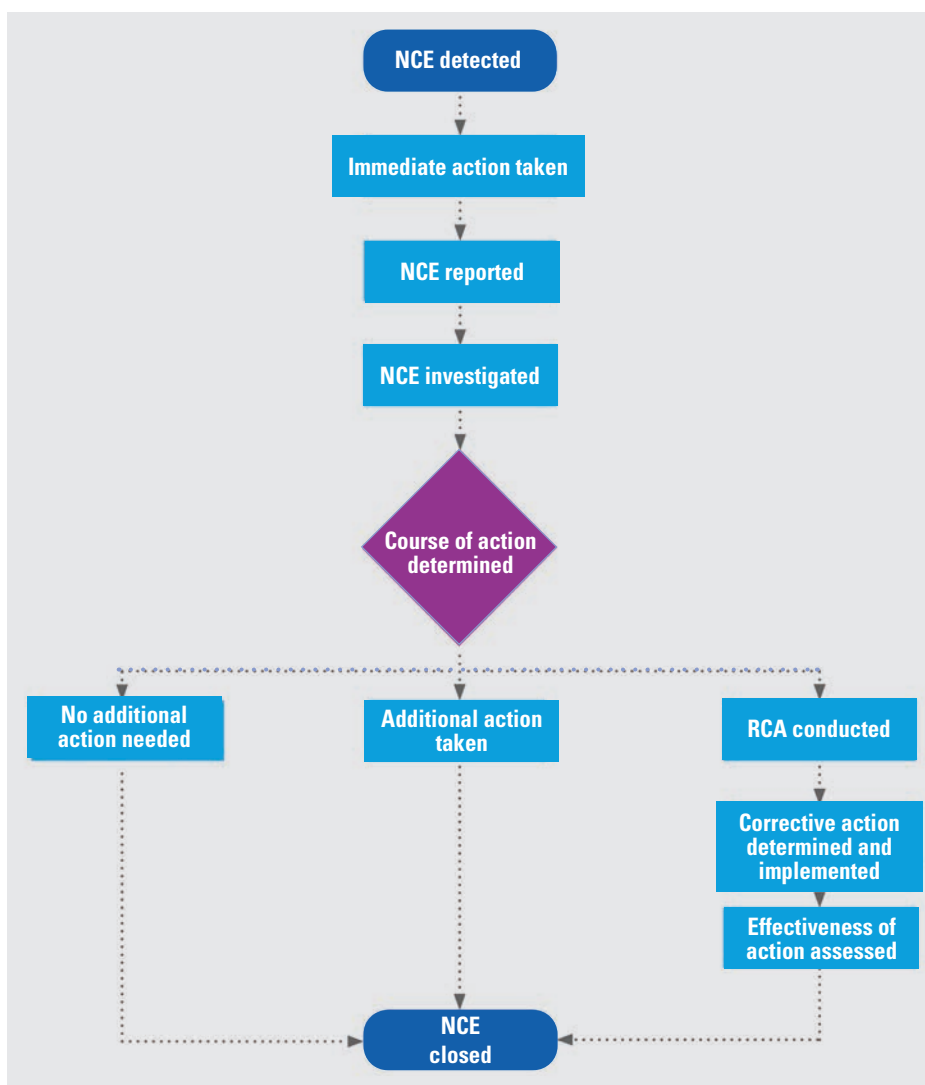 NCE detected
Immediate action taken
NCE reported
NCE investigated
Course of action
determined
No additional
action needed
Additional action
taken
RCA conducted
Corrective action
determined and
implemented
Effectiveness of
action assessed
NCE
closed